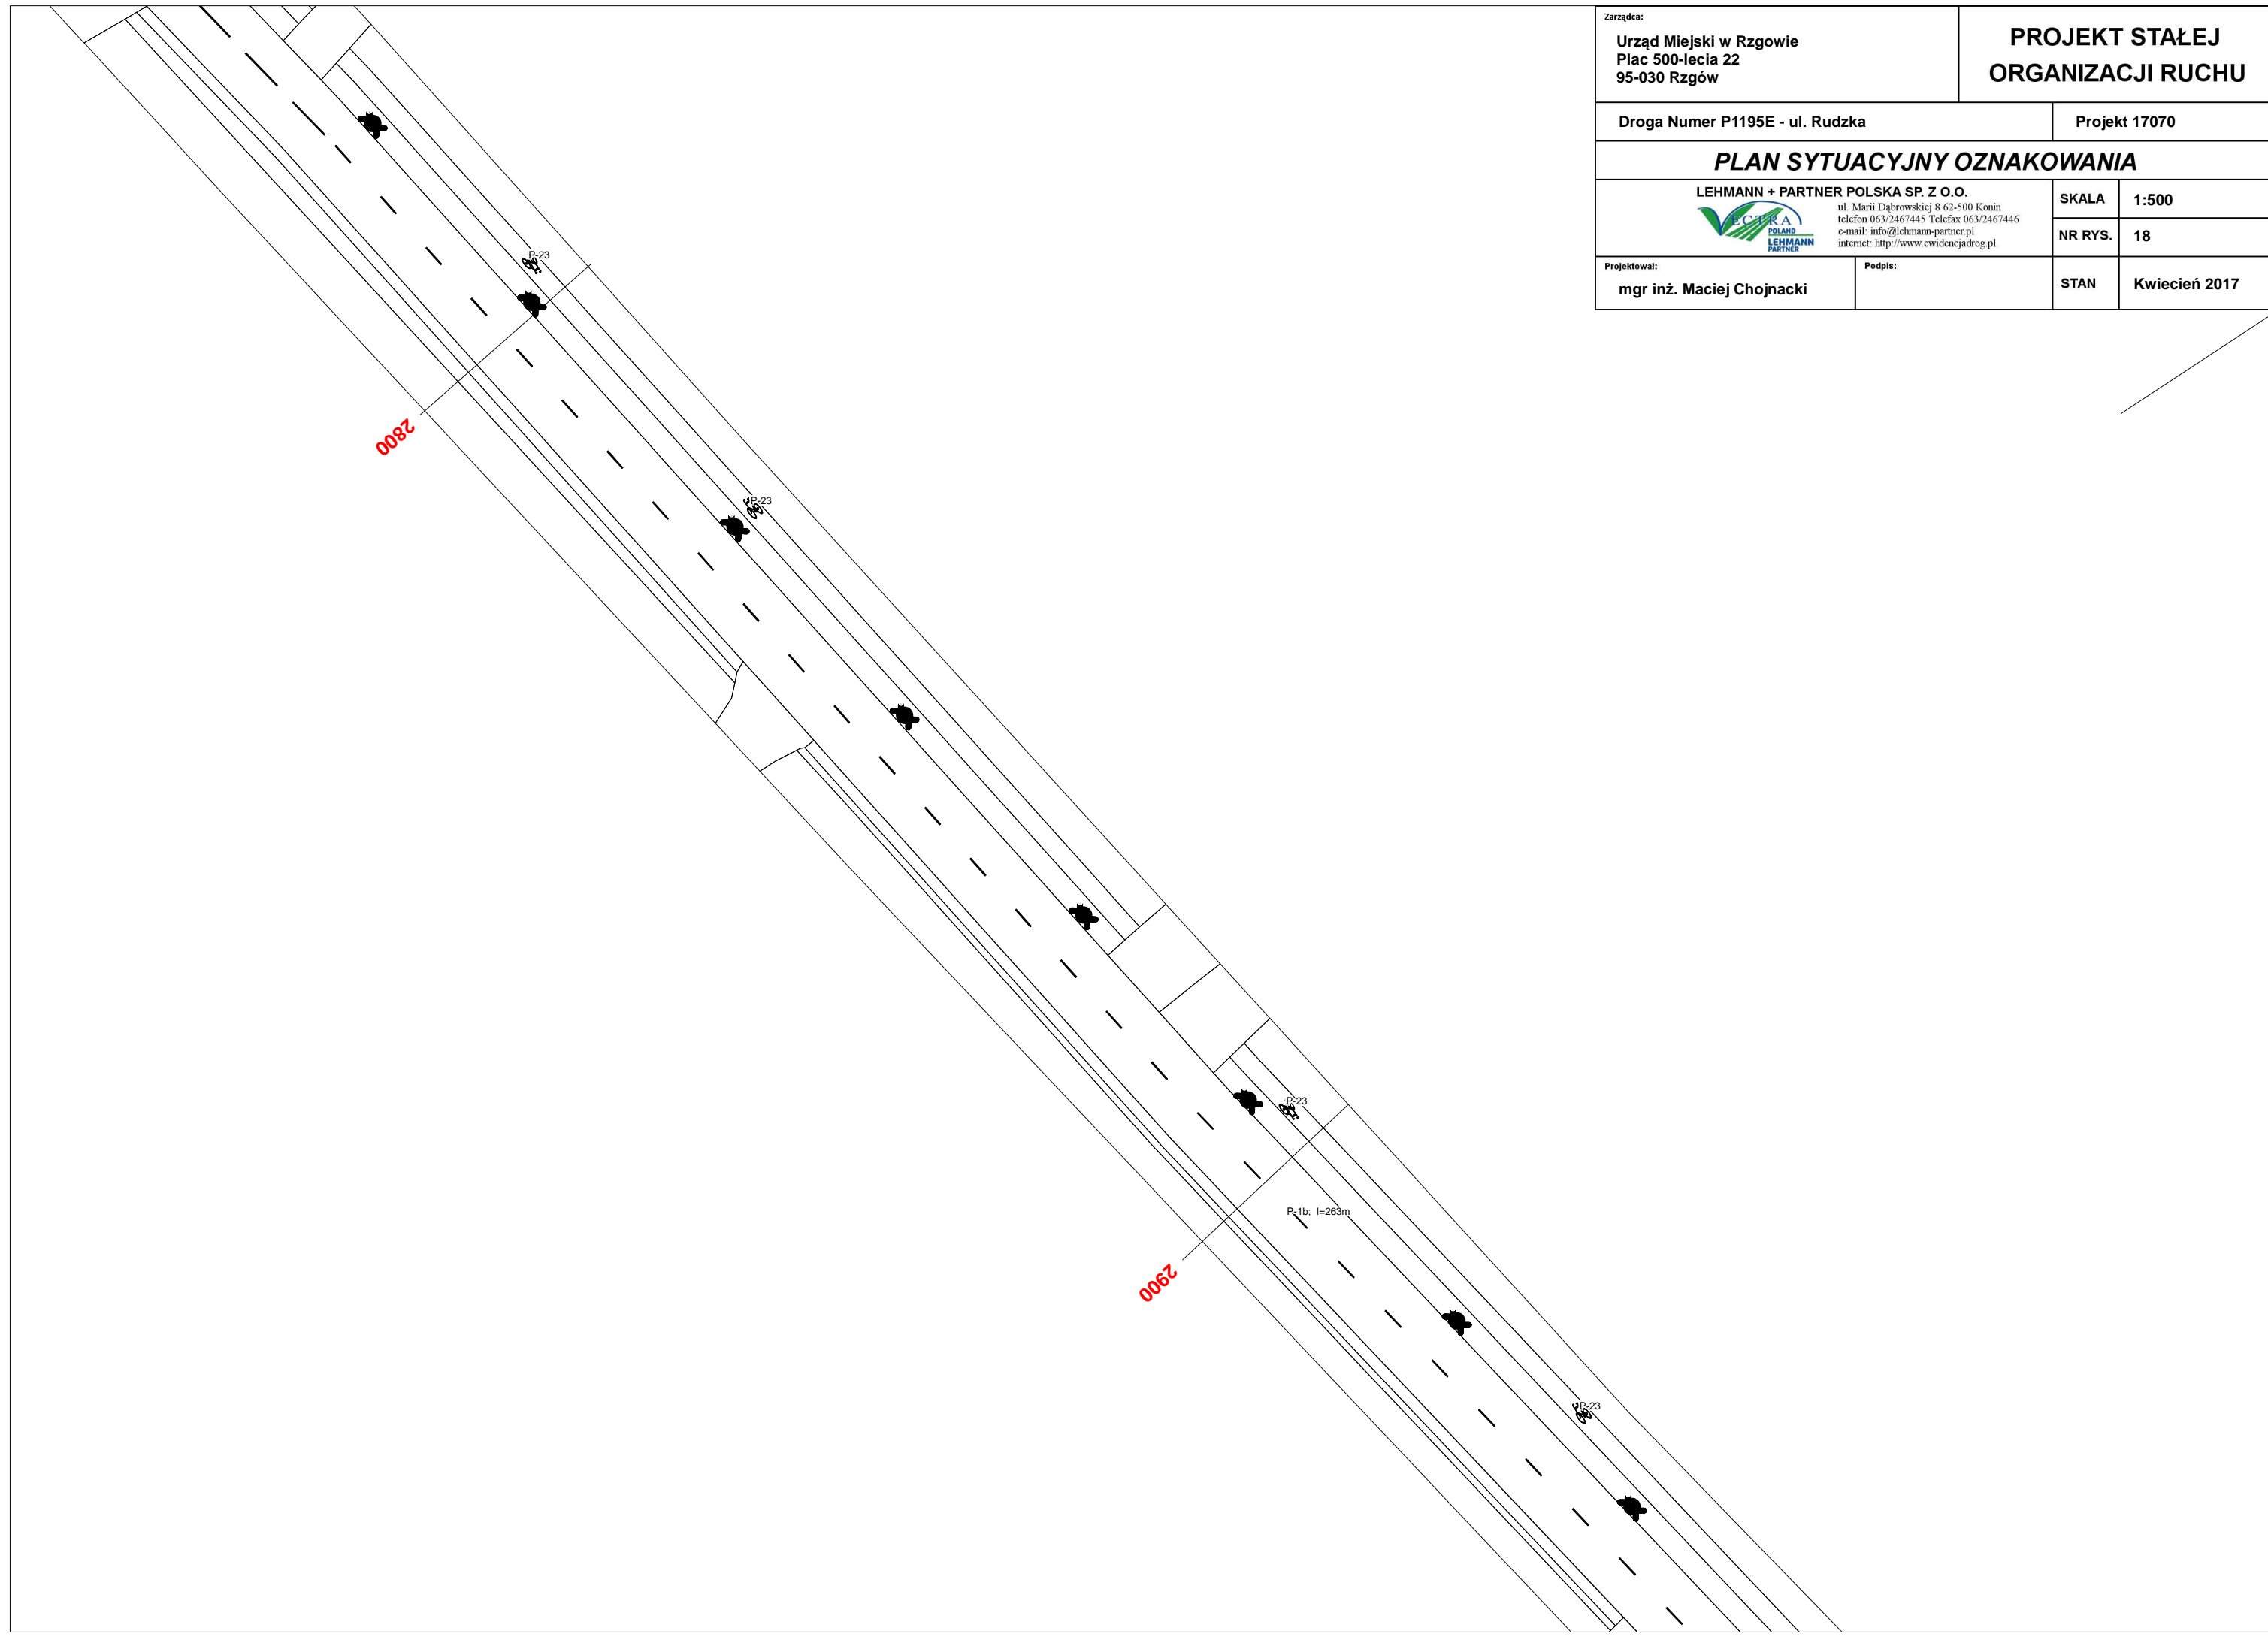 Zarządca:
Urząd Miejski w Rzgowie
Plac 500-lecia 22
95-030 Rzgów
PROJEKT STAŁEJ
ORGANIZACJI RUCHU
Droga Numer P1195E - ul. Rudzka
Projekt 17070
PLAN SYTUACYJNY OZNAKOWANIA
LEHMANN + PARTNER POLSKA SP. Z O.O.
VECTRA
POLAND
LEHMANN
PARTNER
ul. Marii Dąbrowskiej 8 62-500 Konin
telefon 063/2467445 Telefax 063/2467446
e-mail: info@lehmann-partner.pl
internet: http://www.ewidencjadrog.pl
SKALA
1:500
NR RYS.
18
Projektował:
mgr inż. Maciej Chojnacki
Podpis:
STAN
Kwiecień 2017
P-23
2800
P-23
P-23
P-1b; l=263m
2900
P-23